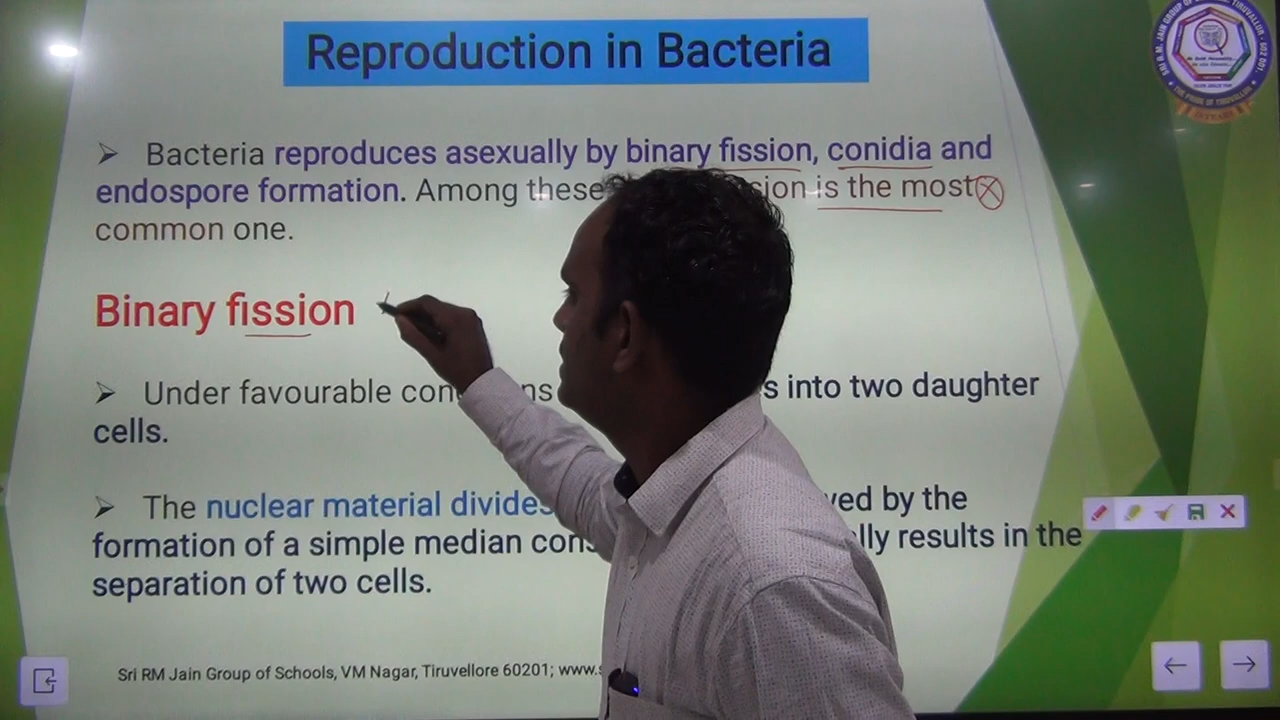 Reproduction in Bacteria
➤ Bacteria reproduces asexually by binary fission, conidia and
endospore formation. Among these sion is the most
common one.
Binary fission
➤ Under favourable con ns s into two daughter
cells.
➤ The nuclear material divides ved by the
formation of a simple median cons lly results in the
separation of two cells.
Sri RM Jain Group of Schools, VM Nagar, Tiruvellore 60201; www.s